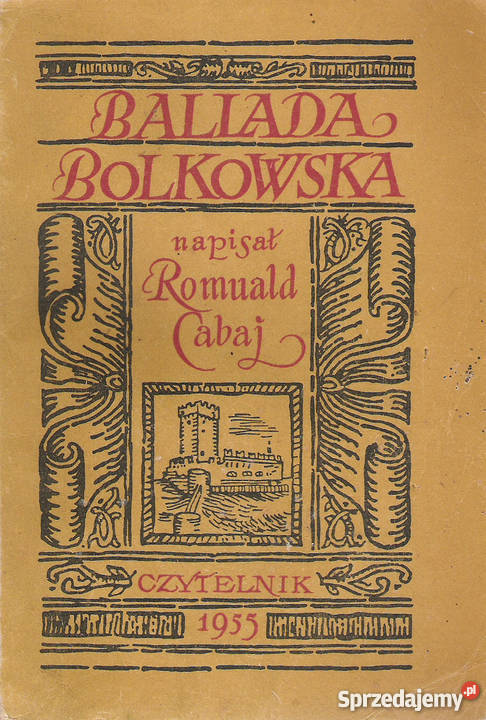 BALLADA
BOLKOWSKA
napisał
Romuald
Cabaj
CZYTELNIK
1955
Sprzedajemy.pl